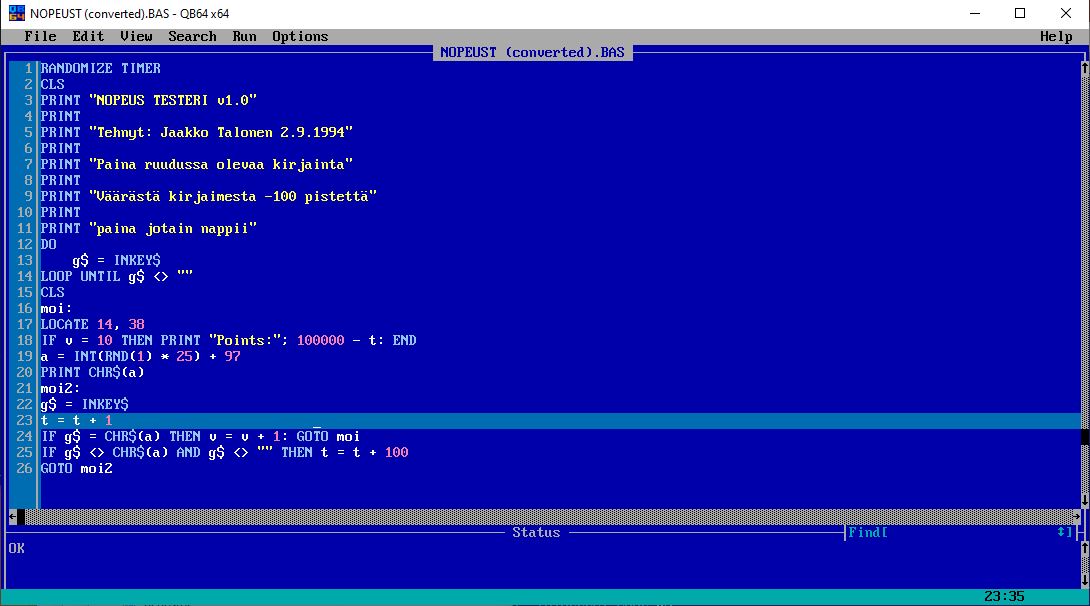 NOPEUST (converted).BAS - QB64 x64
File Edit View Search Run Options Help
NOPEUST (converted).BAS
1 RANDOMIZE TIMER
2 CLS
3 PRINT "NOPEUS TESTERI v1.0"
4 PRINT
5 PRINT "Tehnyt: Jaakko Talonen 2.9.1994"
6 PRINT
7 PRINT "Paina ruudussa olevaa kirjainta"
8 PRINT
9 PRINT "Väärästä kirjaimesta -100 pistettä"
10 PRINT
11 PRINT "paina jotain nappii"
12 DO
13     g$ = INKEY$
14 LOOP UNTIL g$ <> ""
15 CLS
16 moi:
17 LOCATE 14, 38
18 IF v = 10 THEN PRINT "Points:"; 100000 - t: END
19 a = INT(RND(1) * 25) + 97
20 PRINT CHR$(a)
21 moi2:
22 g$ = INKEY$
23 t = t + 1
24 IF g$ = CHR$(a) THEN v = v + 1: GOTO moi
25 IF g$ <> CHR$(a) AND g$ <> "" THEN t = t + 100
26 GOTO moi2
Status
Find[ ↕]
OK
23:35